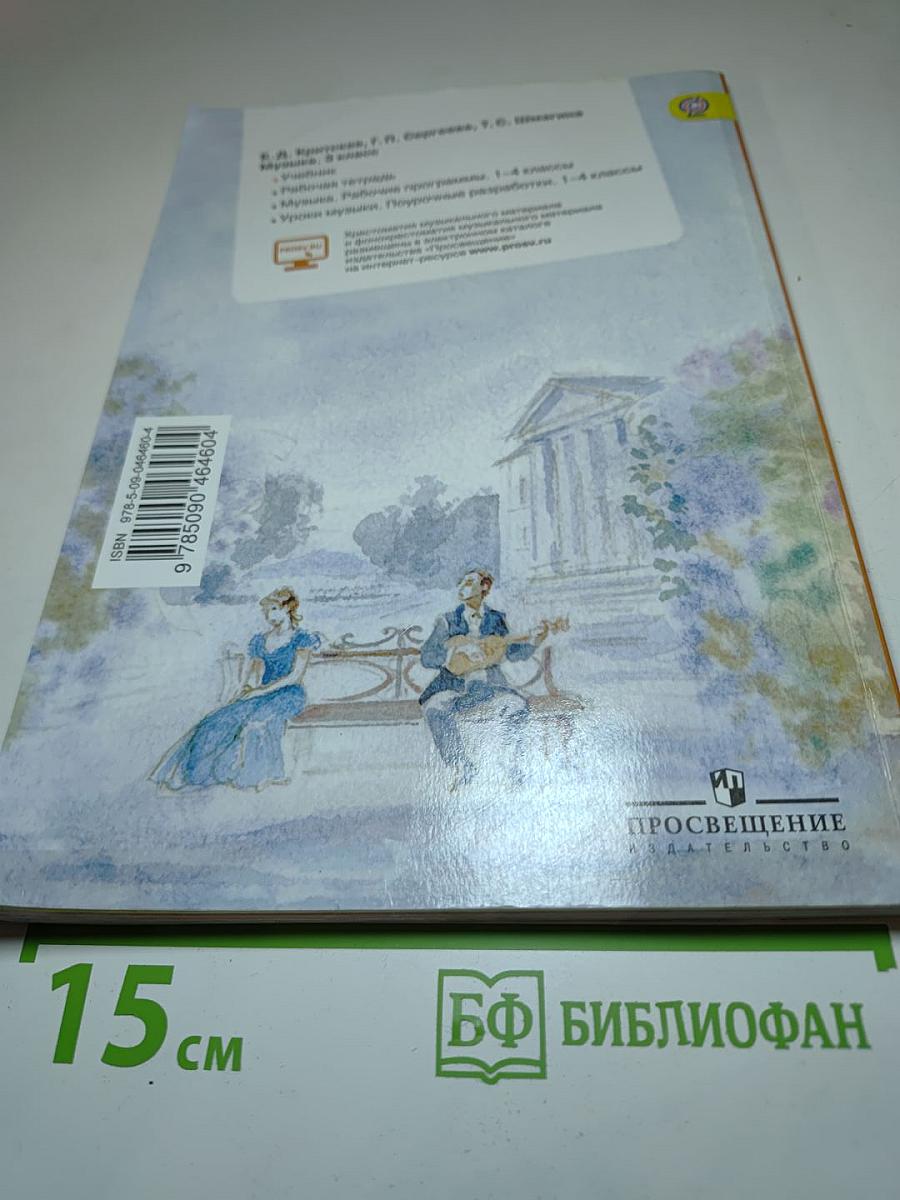 Е. Д. Критская, Г. П. Сергеева, Т. С. Шмагина
Музыка. 3 класс
• Учебник
• Рабочая тетрадь
• Музыка. Рабочие программы. 1–4 классы
• Уроки музыки. Поурочные разработки. 1–4 классы
PROSV.RU
Хрестоматия музыкального материала
и фонохрестоматия музыкального материала
размещены в электронном каталоге
издательства «Просвещение»
на интернет-ресурсе www.prosv.ru
ISBN 978-5-09-046460-4
9 785090 464604
ПРОСВЕЩЕНИЕ
ИЗДАТЕЛЬСТВО
15 см
БФ БИБЛИОФАН